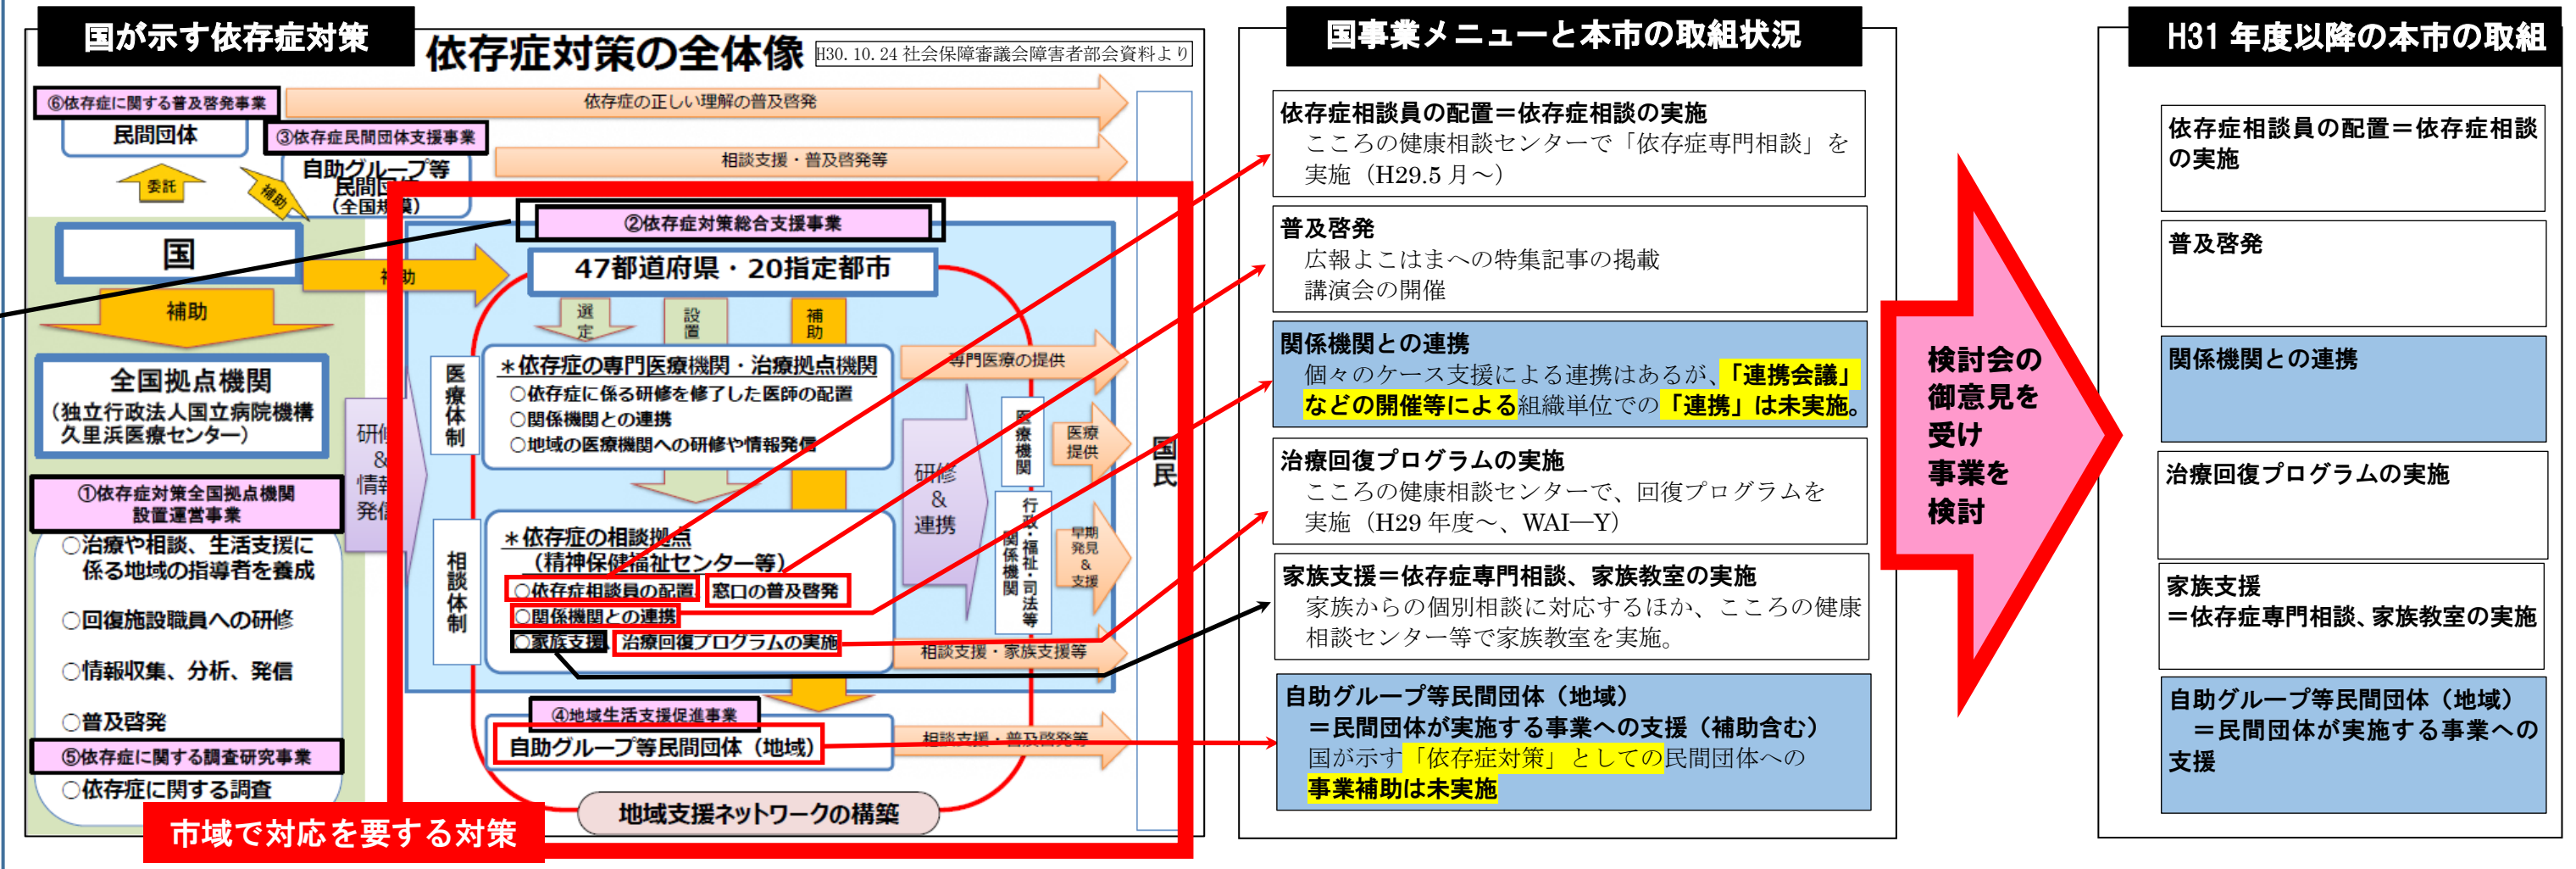 国が示す依存症対策
依存症対策の全体像
H30.10.24 社会保障審議会障害者部会資料より
⑥依存症に関する普及啓発事業
依存症の正しい理解の普及啓発
民間団体
③依存症民間団体支援事業
相談支援・普及啓発等
自助グループ等
民間団体
(全国規模)
委託
補助
②依存症対策総合支援事業
国
補助
47都道府県・20指定都市
補助
選定
設置
補助
全国拠点機関
(独立行政法人国立病院機構
久里浜医療センター)
研修
&
情報
発信
医療体制
＊依存症の専門医療機関・治療拠点機関
○依存症に係る研修を修了した医師の配置
○関係機関との連携
○地域の医療機関への研修や情報発信
専門医療の提供
研修
&
連携
医療機関
医療
提供
国民
①依存症対策全国拠点機関
設置運営事業
○治療や相談、生活支援に
係る地域の指導者を養成
○回復施設職員への研修
○情報収集、分析、発信
○普及啓発
相談体制
＊依存症の相談拠点
(精神保健福祉センター等)
○依存症相談員の配置、窓口の普及啓発
○関係機関との連携
○家族支援、治療回復プログラムの実施
行政・福祉・司法等
関係機関
早期
発見
&
支援
相談支援・家族支援等
⑤依存症に関する調査研究事業
○依存症に関する調査
④地域生活支援促進事業
自助グループ等民間団体（地域）
相談支援・普及啓発等
地域支援ネットワークの構築
市域で対応を要する対策
国事業メニューと本市の取組状況
依存症相談員の配置＝依存症相談の実施
こころの健康相談センターで「依存症専門相談」を
実施（H29.5 月～）
普及啓発
広報よこはまへの特集記事の掲載
講演会の開催
関係機関との連携
個々のケース支援による連携はあるが、「連携会議」
などの開催等による組織単位での「連携」は未実施。
治療回復プログラムの実施
こころの健康相談センターで、回復プログラムを
実施（H29 年度～、WAI―Y）
家族支援＝依存症専門相談、家族教室の実施
家族からの個別相談に対応するほか、こころの健康
相談センター等で家族教室を実施。
自助グループ等民間団体（地域）
＝民間団体が実施する事業への支援（補助含む）
国が示す「依存症対策」としての民間団体への
事業補助は未実施
検討会の
御意見を
受け
事業を
検討
H31 年度以降の本市の取組
依存症相談員の配置＝依存症相談
の実施
普及啓発
関係機関との連携
治療回復プログラムの実施
家族支援
＝依存症専門相談、家族教室の実施
自助グループ等民間団体（地域）
＝民間団体が実施する事業への
支援